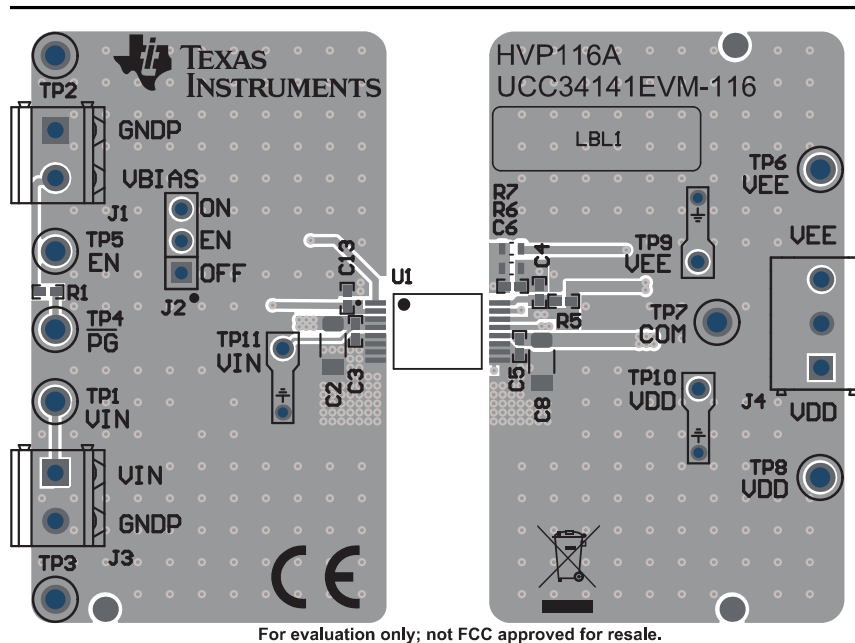 TEXAS
INSTRUMENTS
HVP116A
UCC34141EVM-116
LBL1
TP2
GNDP
VBIAS
J1
ON
EN
OFF
J2
TP5
EN
R1
TP4
PG
TP1
VIN
VIN
GNDP
J3
TP3
TP11
VIN
C13
C2
C3
U1
R7
R6
C6
C4
R5
C5
C8
TP9
VEE
TP6
VEE
VEE
TP7
COM
TP10
VDD
J4
VDD
TP8
VDD
CE
For evaluation only; not FCC approved for resale.